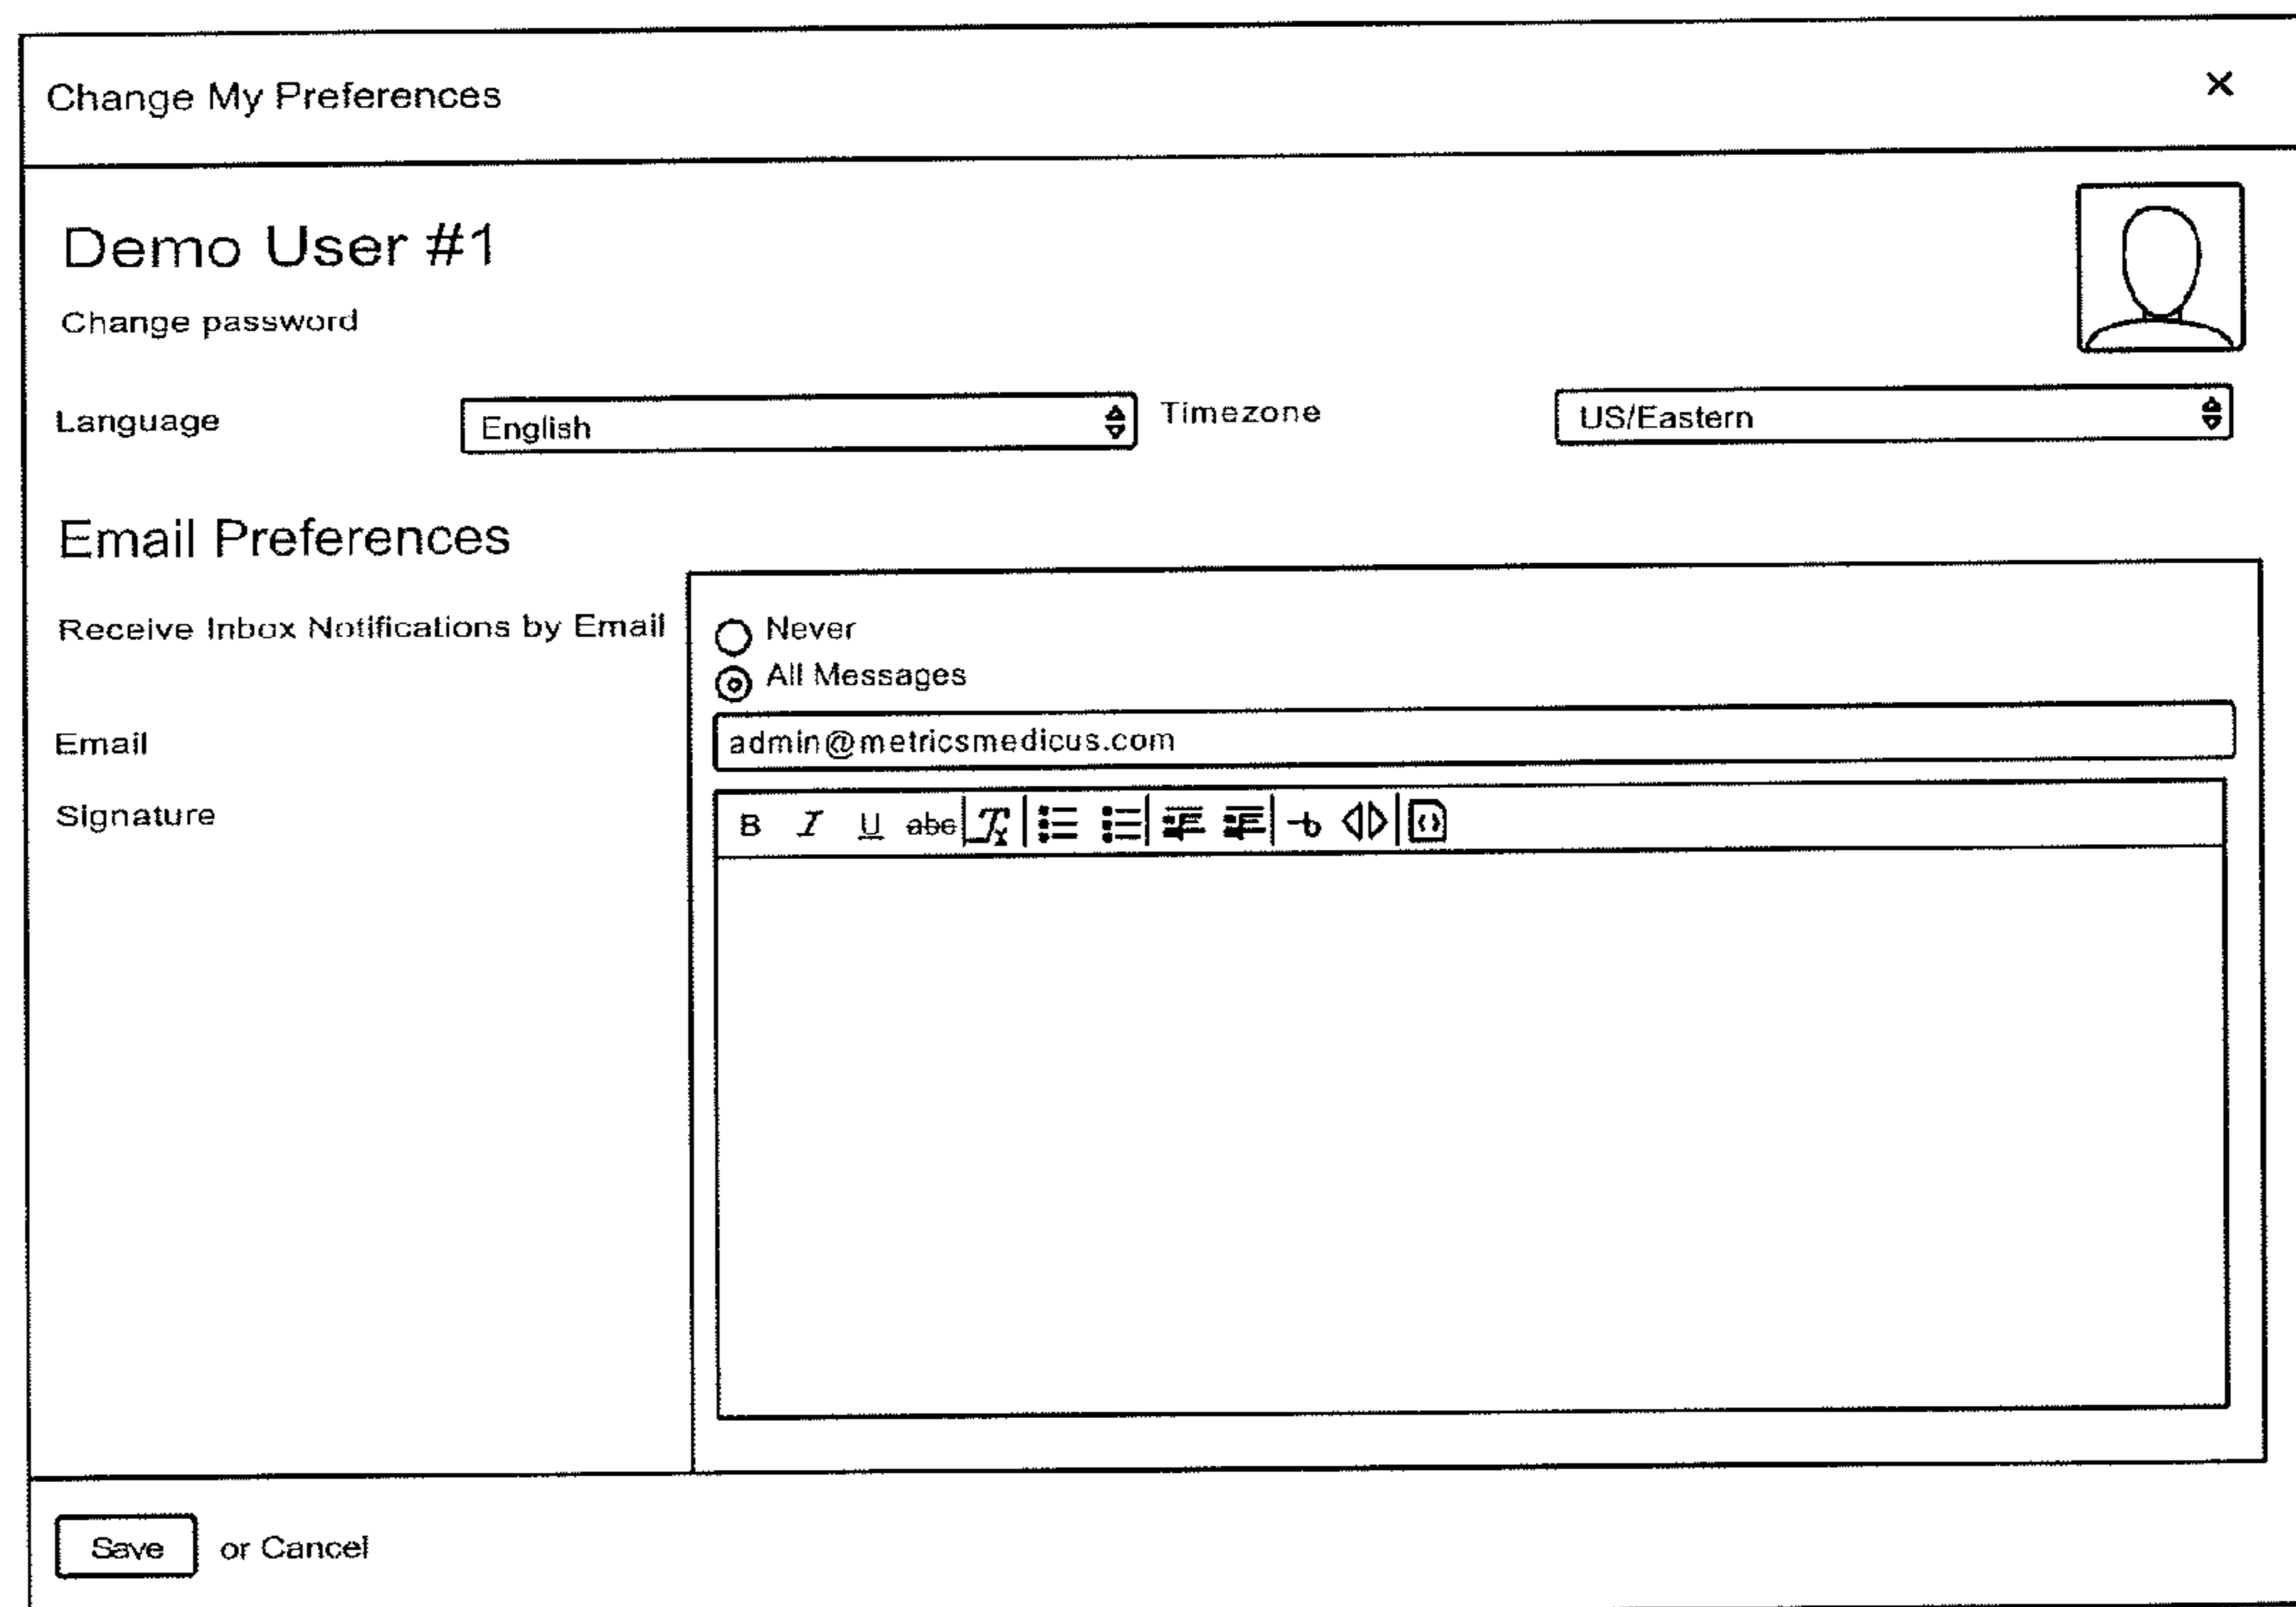 Change My Preferences ×
Demo User #1
Change password
Language English Timezone US/Eastern
Email Preferences
Receive Inbox Notifications by Email
Never
All Messages
Email admin@metricsmedicus.com
Signature
B I U abc Tx
Save or Cancel